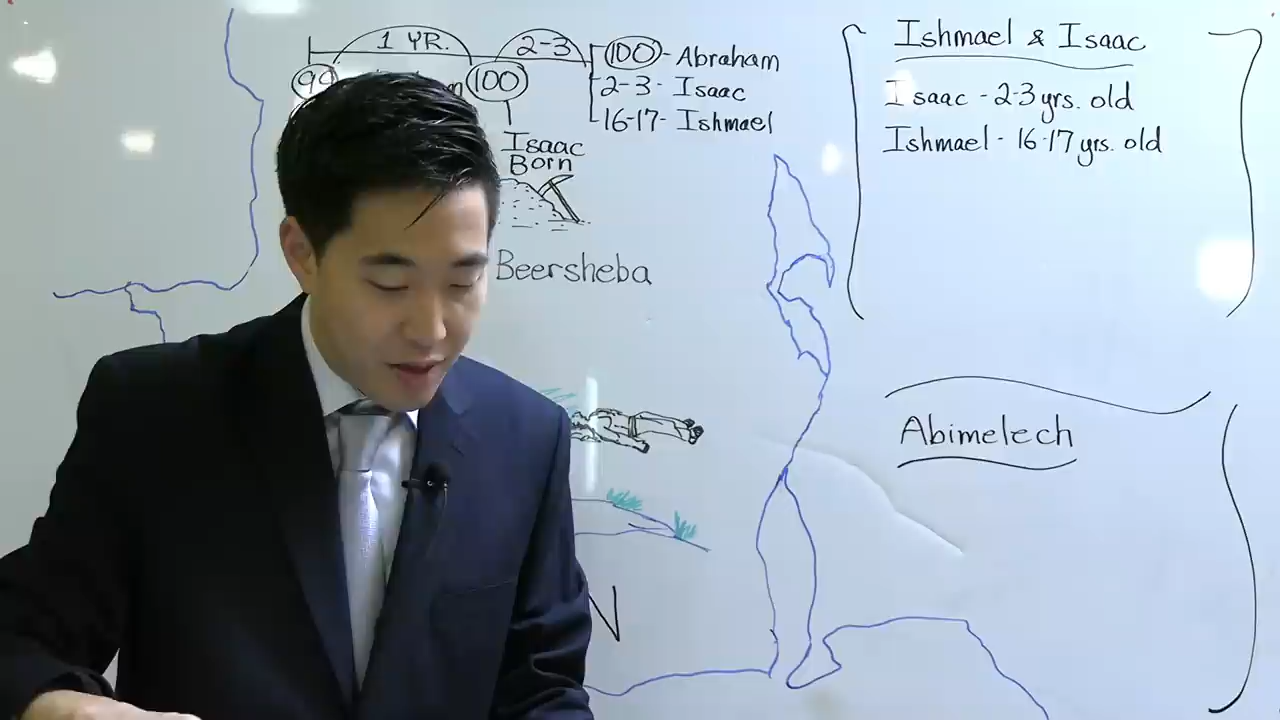 1 YR.
2-3
99
100
100 - Abraham
2-3 - Isaac
16-17 - Ishmael
Isaac
Born
Beersheba
N
Ishmael & Isaac
Isaac - 2-3 yrs. old
Ishmael - 16-17 yrs. old
Abimelech